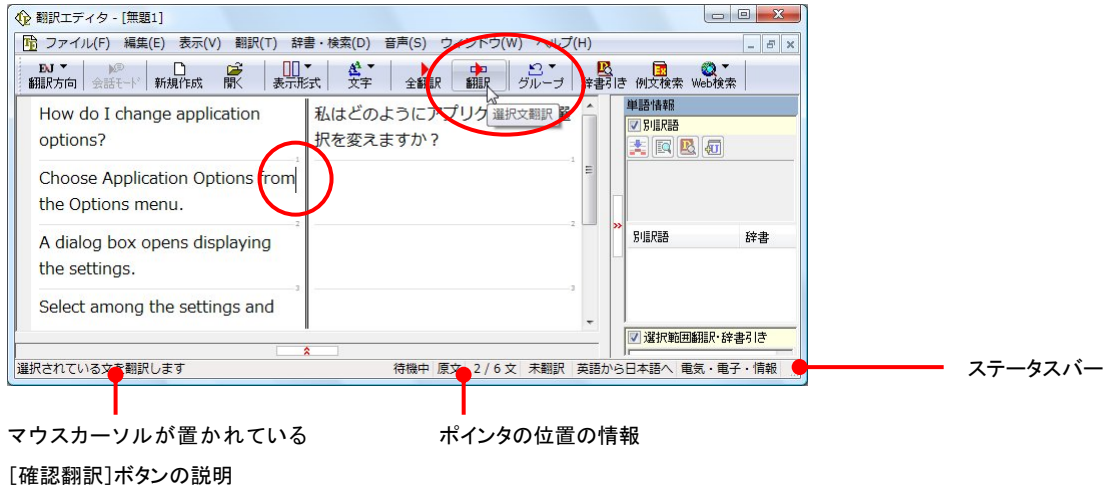 翻訳エディタ - [無題1]
ファイル(F) 編集(E) 表示(V) 翻訳(T) 辞書・検索(D) 音声(S) ウィンドウ(W) ヘルプ(H)
翻訳方向 会話モード 新規作成 開く 表示形式 文字 全翻訳 翻訳 グループ 辞書引き 例文検索 Web検索
How do I change application
options?
1
Choose Application Options from
the Options menu.
2
A dialog box opens displaying
the settings.
3
Select among the settings and
私はどのようにアプリケ
選択文翻訳
択を変えますか？
1
2
3
単語情報
別訳語
別訳語 辞書
選択範囲翻訳・辞書引き
選択されている文を翻訳します 待機中 原文 2 / 6 文 未翻訳 英語から日本語へ 電気・電子・情報
ステータスバー
マウスカーソルが置かれている
[確認翻訳]ボタンの説明
ポインタの位置の情報